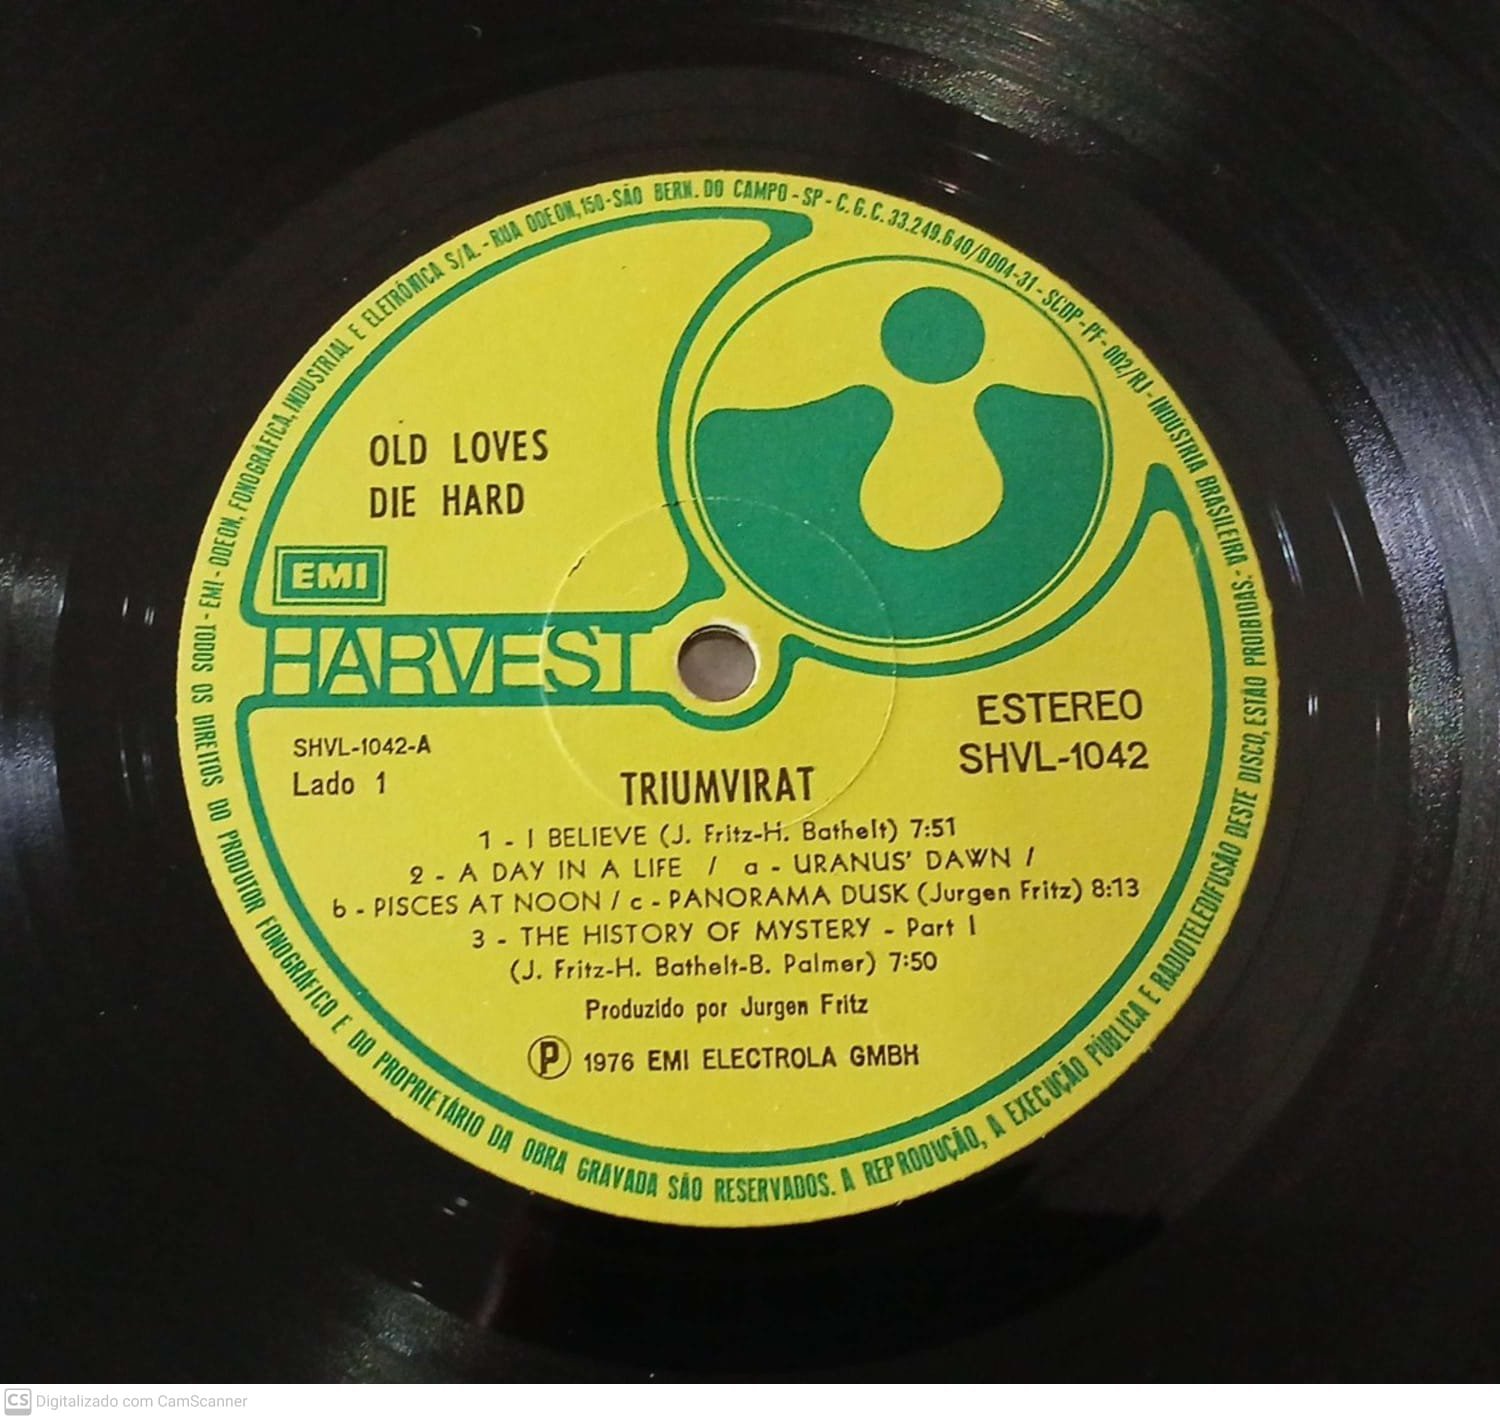 OLD LOVES
DIE HARD
EMI
HARVEST
SHVL-1042-A
Lado 1
ESTEREO
SHVL-1042
TRIUMVIRAT
1 - I BELIEVE (J. Fritz-H. Bathelt) 7:51
2 - A DAY IN A LIFE / a - URANUS' DAWN /
b - PISCES AT NOON / c - PANORAMA DUSK (Jurgen Fritz) 8:13
3 - THE HISTORY OF MYSTERY - Part I
(J. Fritz-H. Bathelt-B. Palmer) 7:50
Produzido por Jurgen Fritz
Ⓟ 1976 EMI ELECTROLA GMBH
EMI - ODEON, FONOGRÁFICA, INDUSTRIAL E ELETRÔNICA S/A. - RUA ODEON, 150 - SÃO BERN. DO CAMPO - SP - C.G.C. 33.249.640/0004-31 - SCDP - PF - 002/RJ - INDÚSTRIA BRASILEIRA -
TODOS OS DIREITOS DO PRODUTOR FONOGRÁFICO E DO PROPRIETÁRIO DA OBRA GRAVADA SÃO RESERVADOS. A REPRODUÇÃO, A EXECUÇÃO PÚBLICA E RADIOTELEDIFUSÃO DESTE DISCO, ESTÃO PROIBIDAS.
CS Digitalizado com CamScanner